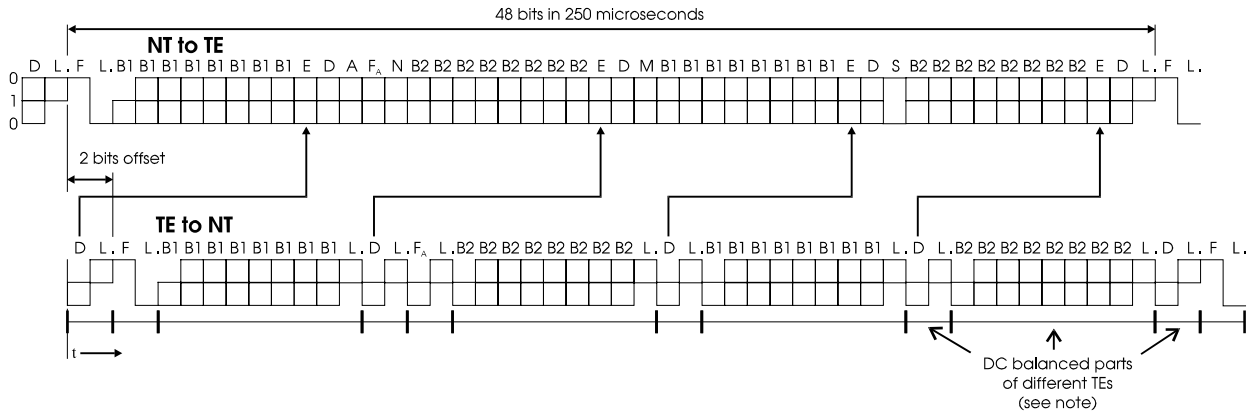 48 bits in 250 microseconds
NT to TE
D L. F L. B1 B1 B1 B1 B1 B1 B1 B1 E D A FA N B2 B2 B2 B2 B2 B2 B2 B2 E D M B1 B1 B1 B1 B1 B1 B1 B1 E D S B2 B2 B2 B2 B2 B2 B2 B2 E D L. F L.
0
1
0
2 bits offset
TE to NT
D L. F L. B1 B1 B1 B1 B1 B1 B1 B1 L. D L. FA L. B2 B2 B2 B2 B2 B2 B2 B2 L. D L. B1 B1 B1 B1 B1 B1 B1 B1 L. D L. B2 B2 B2 B2 B2 B2 B2 B2 L. D L. F L.
t
DC balanced parts
of different TEs
(see note)